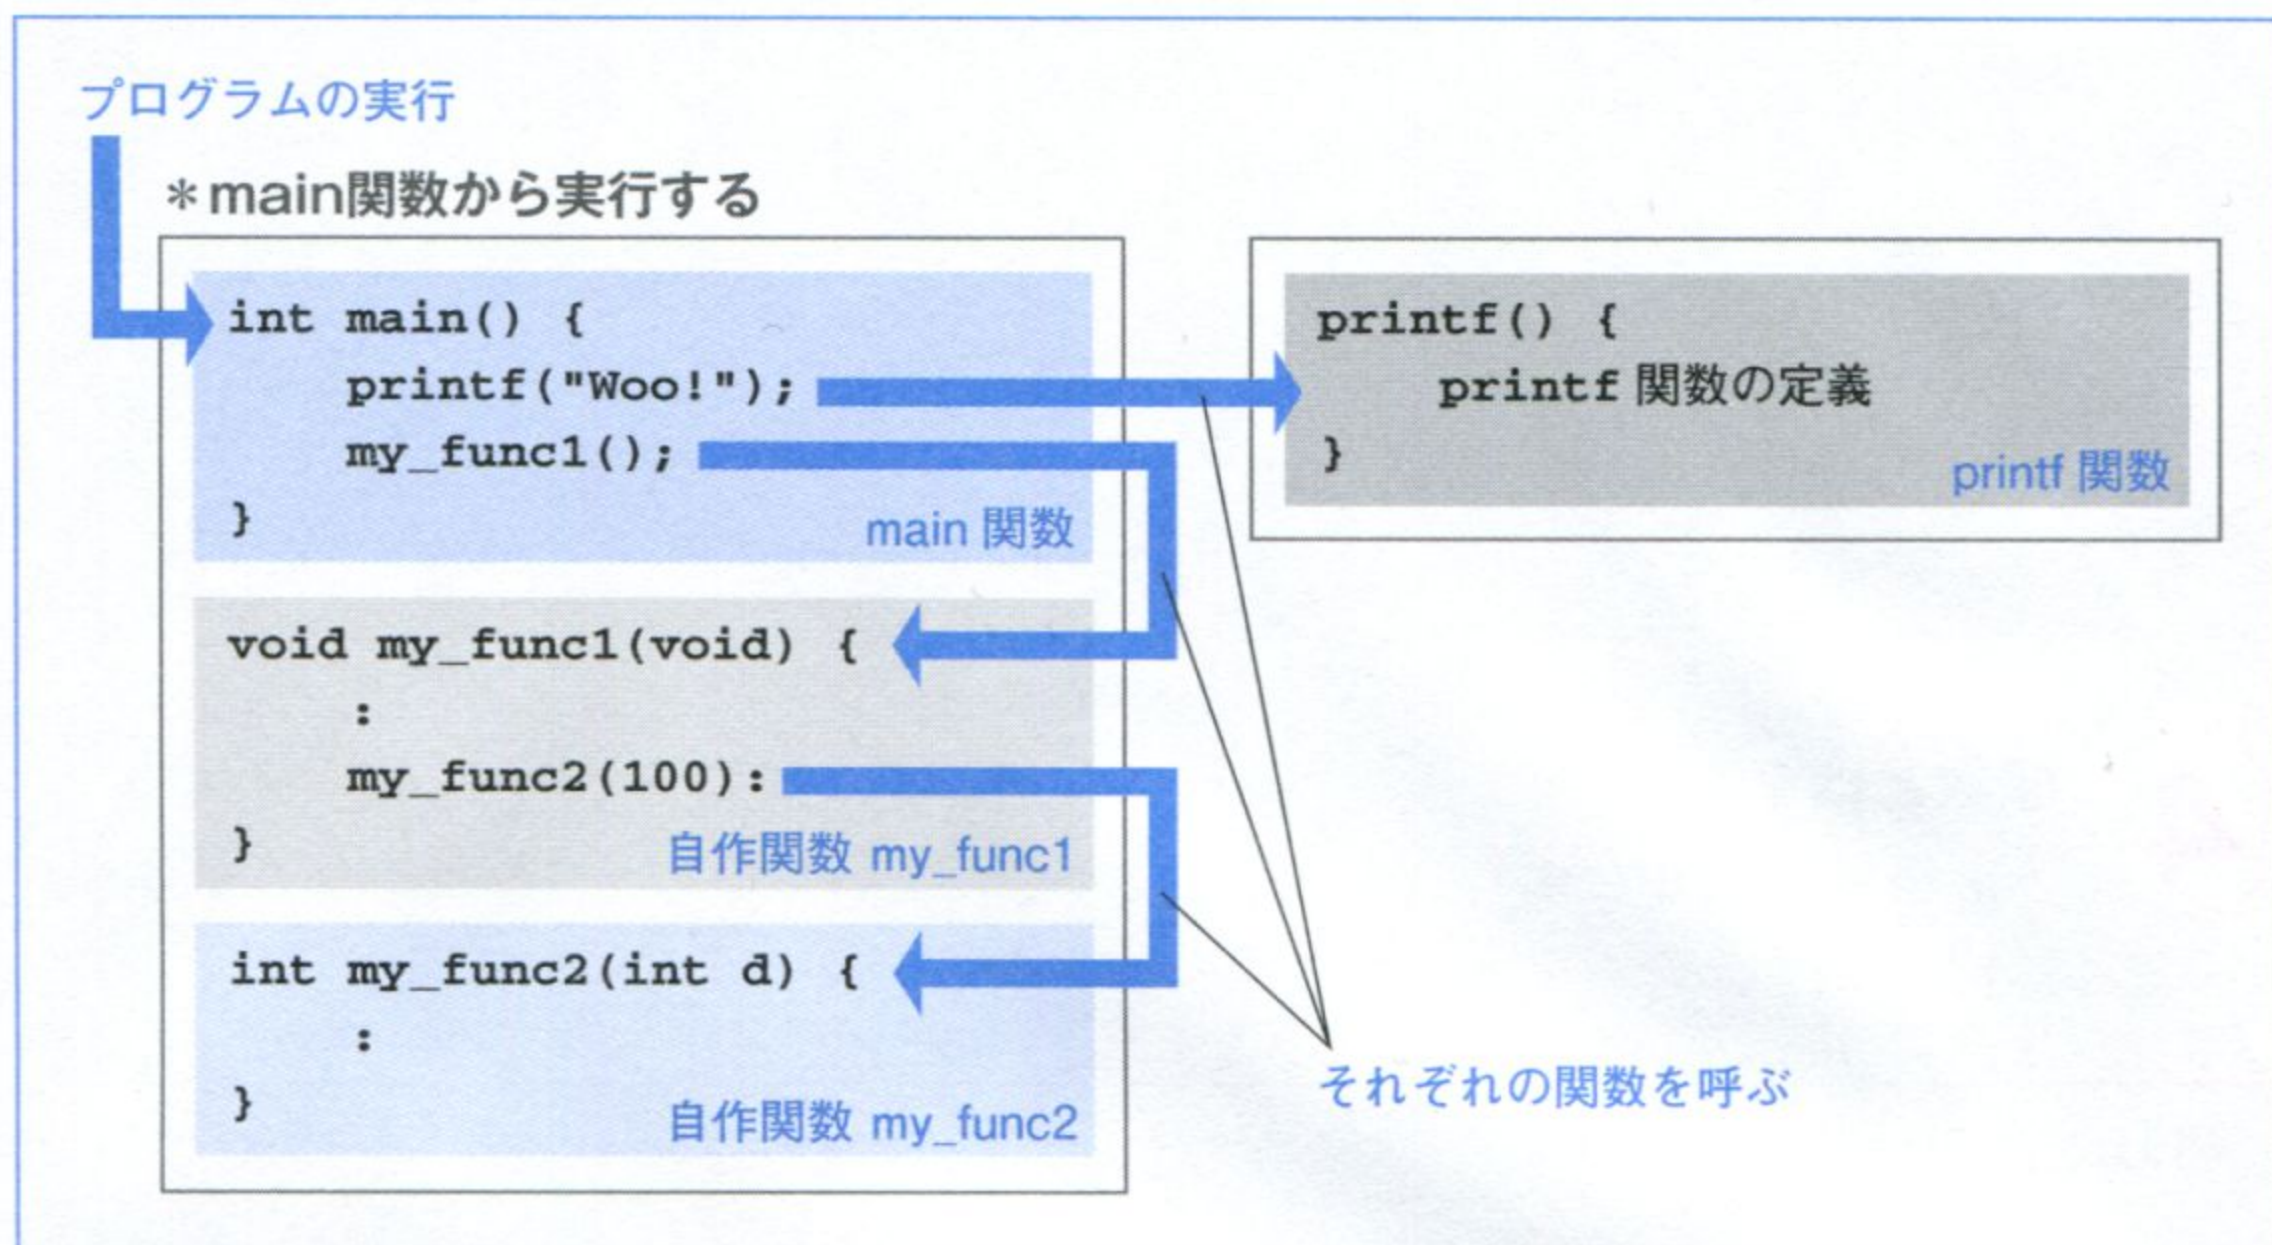 プログラムの実行
*main関数から実行する
int main() {
printf("Woo!");
my_func1();
}
main 関数
void my_func1(void) {
:
my_func2(100):
}
自作関数 my_func1
int my_func2(int d) {
:
}
自作関数 my_func2
printf() {
printf 関数の定義
}
printf 関数
それぞれの関数を呼ぶ